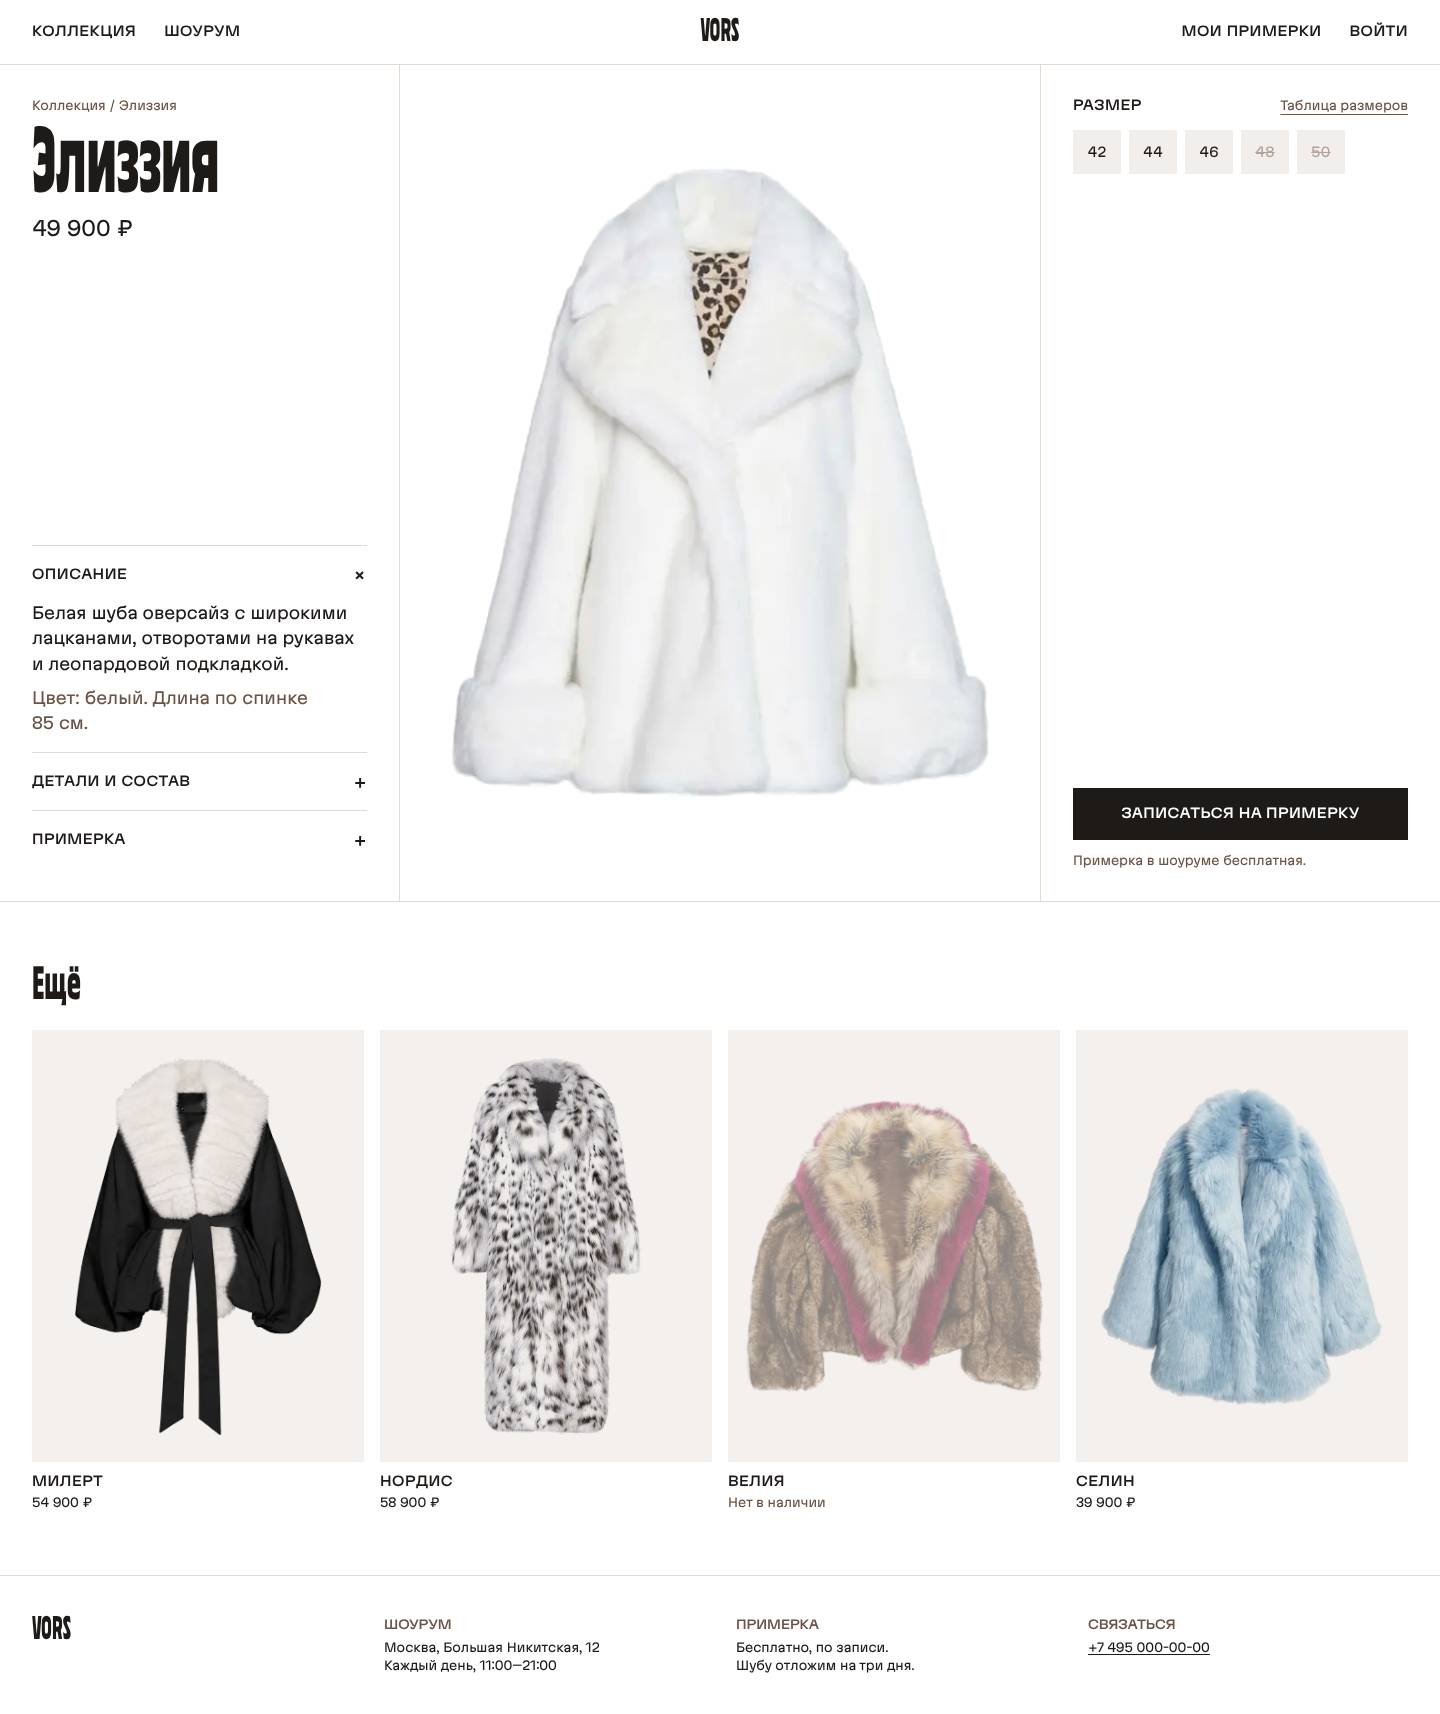 КОЛЛЕКЦИЯ ШОУРУМ VORS МОИ ПРИМЕРКИ ВОЙТИ
Коллекция / Элиззия
Элиззия
49 900 ₽
ОПИСАНИЕ ×
Белая шуба оверсайз с широкими
лацканами, отворотами на рукавах
и леопардовой подкладкой.
Цвет: белый. Длина по спинке
85 см.
ДЕТАЛИ И СОСТАВ +
ПРИМЕРКА +
РАЗМЕР Таблица размеров
42 44 46 48 50
ЗАПИСАТЬСЯ НА ПРИМЕРКУ
Примерка в шоуруме бесплатная.
Ещё
МИЛЕРТ
54 900 ₽
НОРДИС
58 900 ₽
ВЕЛИЯ
Нет в наличии
СЕЛИН
39 900 ₽
VORS
ШОУРУМ
Москва, Большая Никитская, 12
Каждый день, 11:00–21:00
ПРИМЕРКА
Бесплатно, по записи.
Шубу отложим на три дня.
СВЯЗАТЬСЯ
+7 495 000-00-00